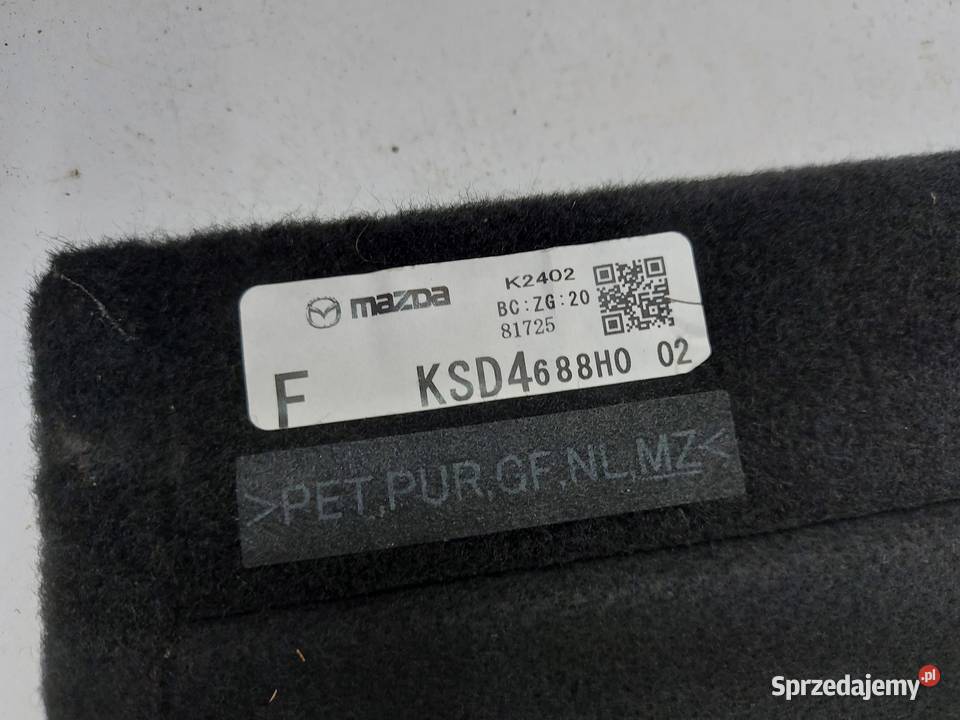 mazda
K2402
BC:ZG:20
81725
F KSD4688H0 02
>PET,PUR,GF,NL,MZ<
Sprzedajemy.pl